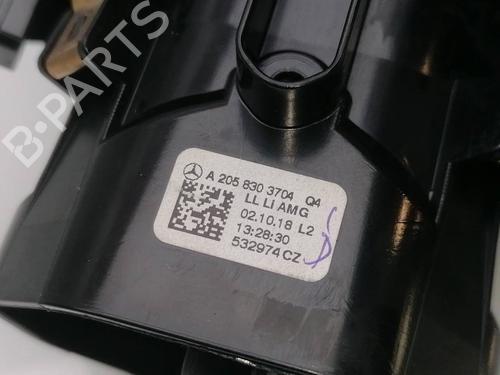 B-PARTS
A 205 830 3704 Q4
LL Li AMG
02.10.18 L2
13:28:30
532974 CZ